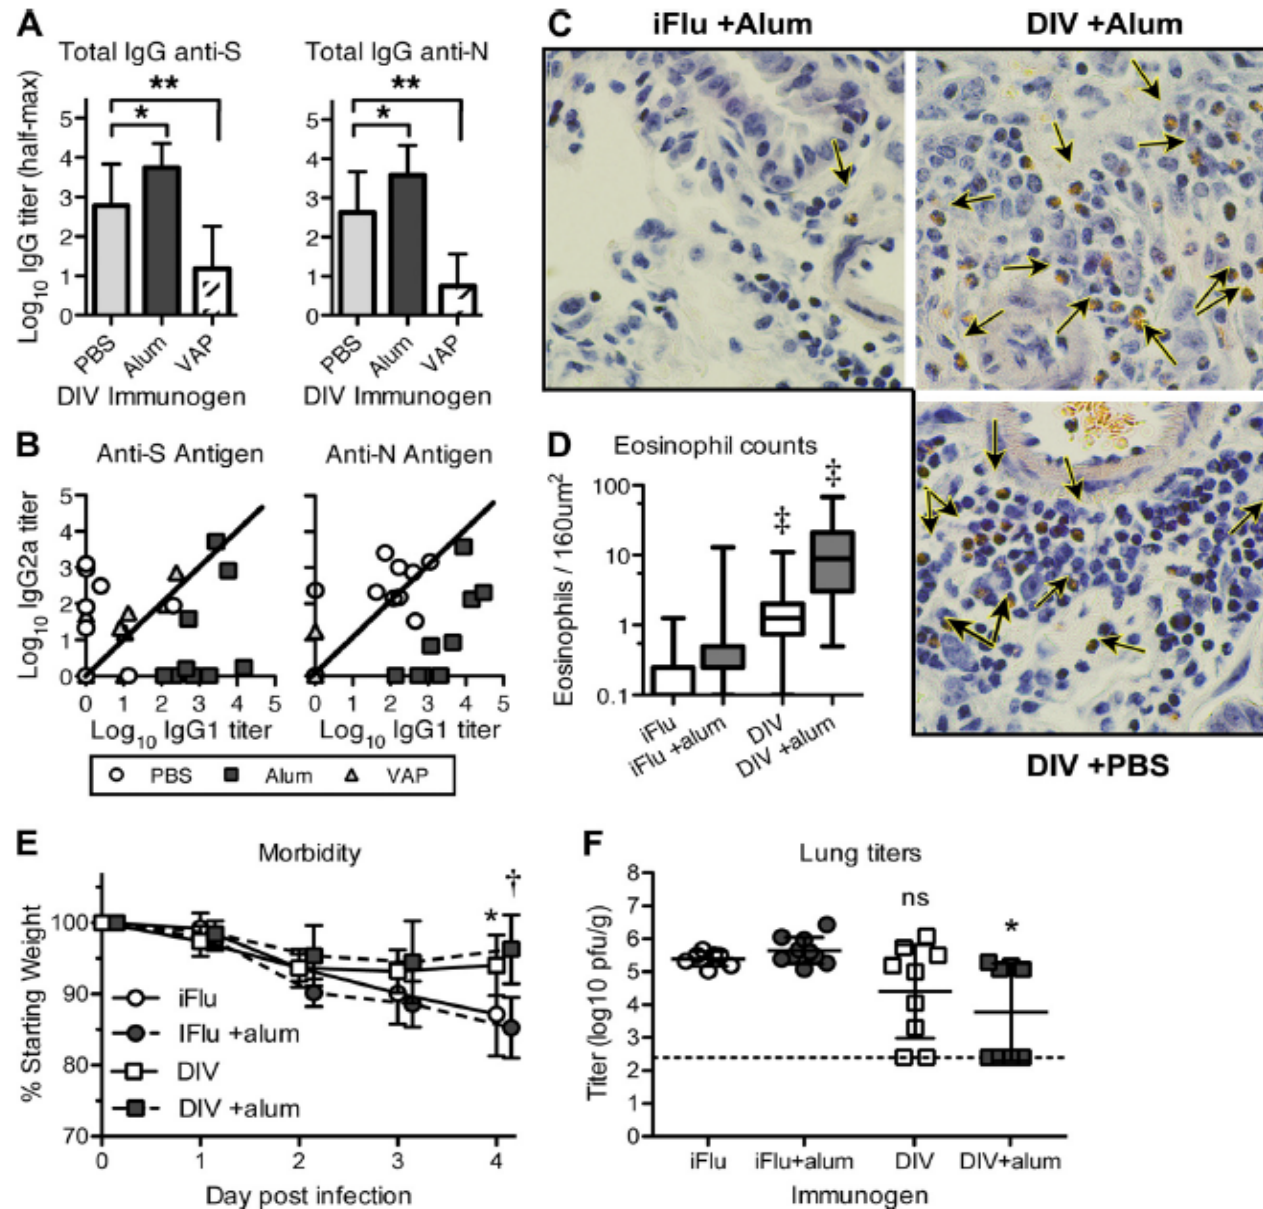 A
Total IgG anti-S
Total IgG anti-N
**
*
**
*
Log10 IgG titer (half-max)
5
4
3
2
1
0
5
4
3
2
1
0
PBS
Alum
VAP
PBS
Alum
VAP
DIV Immunogen
DIV Immunogen
B
Anti-S Antigen
Anti-N Antigen
Log10 IgG2a titer
5
4
3
2
1
0
0 1 2 3 4 5
0 1 2 3 4 5
Log10 IgG1 titer
Log10 IgG1 titer
PBS
Alum
VAP
C
iFlu +Alum
DIV +Alum
DIV +PBS
D
Eosinophil counts
Eosinophils / 160um2
100
10
1
0.1
‡
‡
iFlu
iFlu +alum
DIV
DIV +alum
E
Morbidity
% Starting Weight
100
90
80
70
*
†
iFlu
IFlu +alum
DIV
DIV +alum
0 1 2 3 4
Day post infection
F
Lung titers
Titer (log10 pfu/g)
8
7
6
5
4
3
2
1
0
ns
*
iFlu
iFlu+alum
DIV
DIV+alum
Immunogen